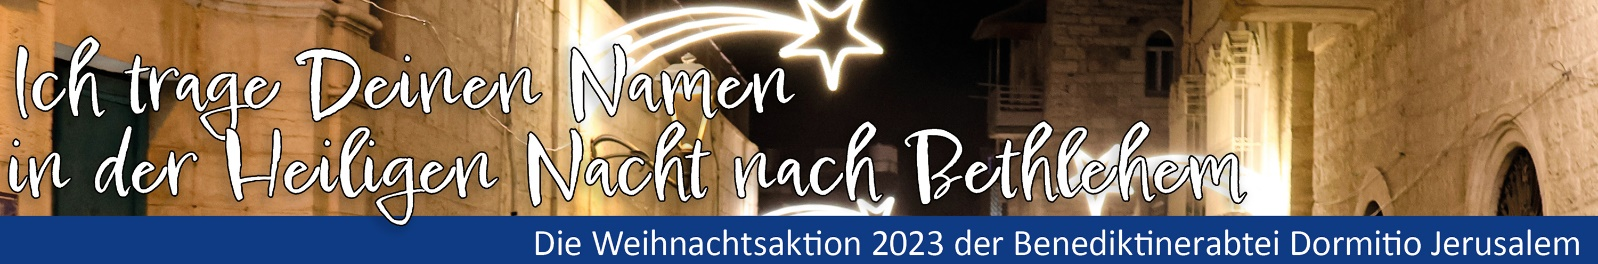 Ich trage Deinen Namen
in der Heiligen Nacht nach Bethlehem
Die Weihnachtsaktion 2023 der Benediktinerabtei Dormitio Jerusalem